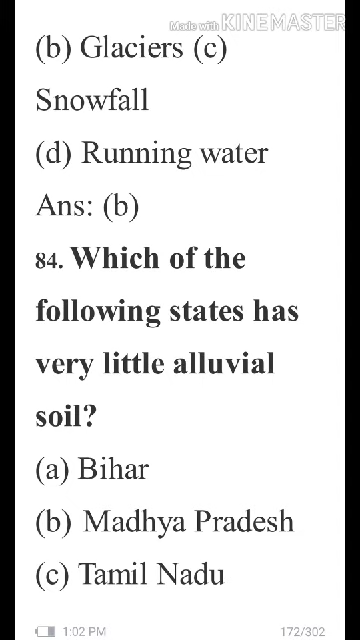 Made with KINEMASTER
(b) Glaciers (c)
Snowfall
(d) Running water
Ans: (b)
84. Which of the
following states has
very little alluvial
soil?
(a) Bihar
(b) Madhya Pradesh
(c) Tamil Nadu
1:02 PM 172/302